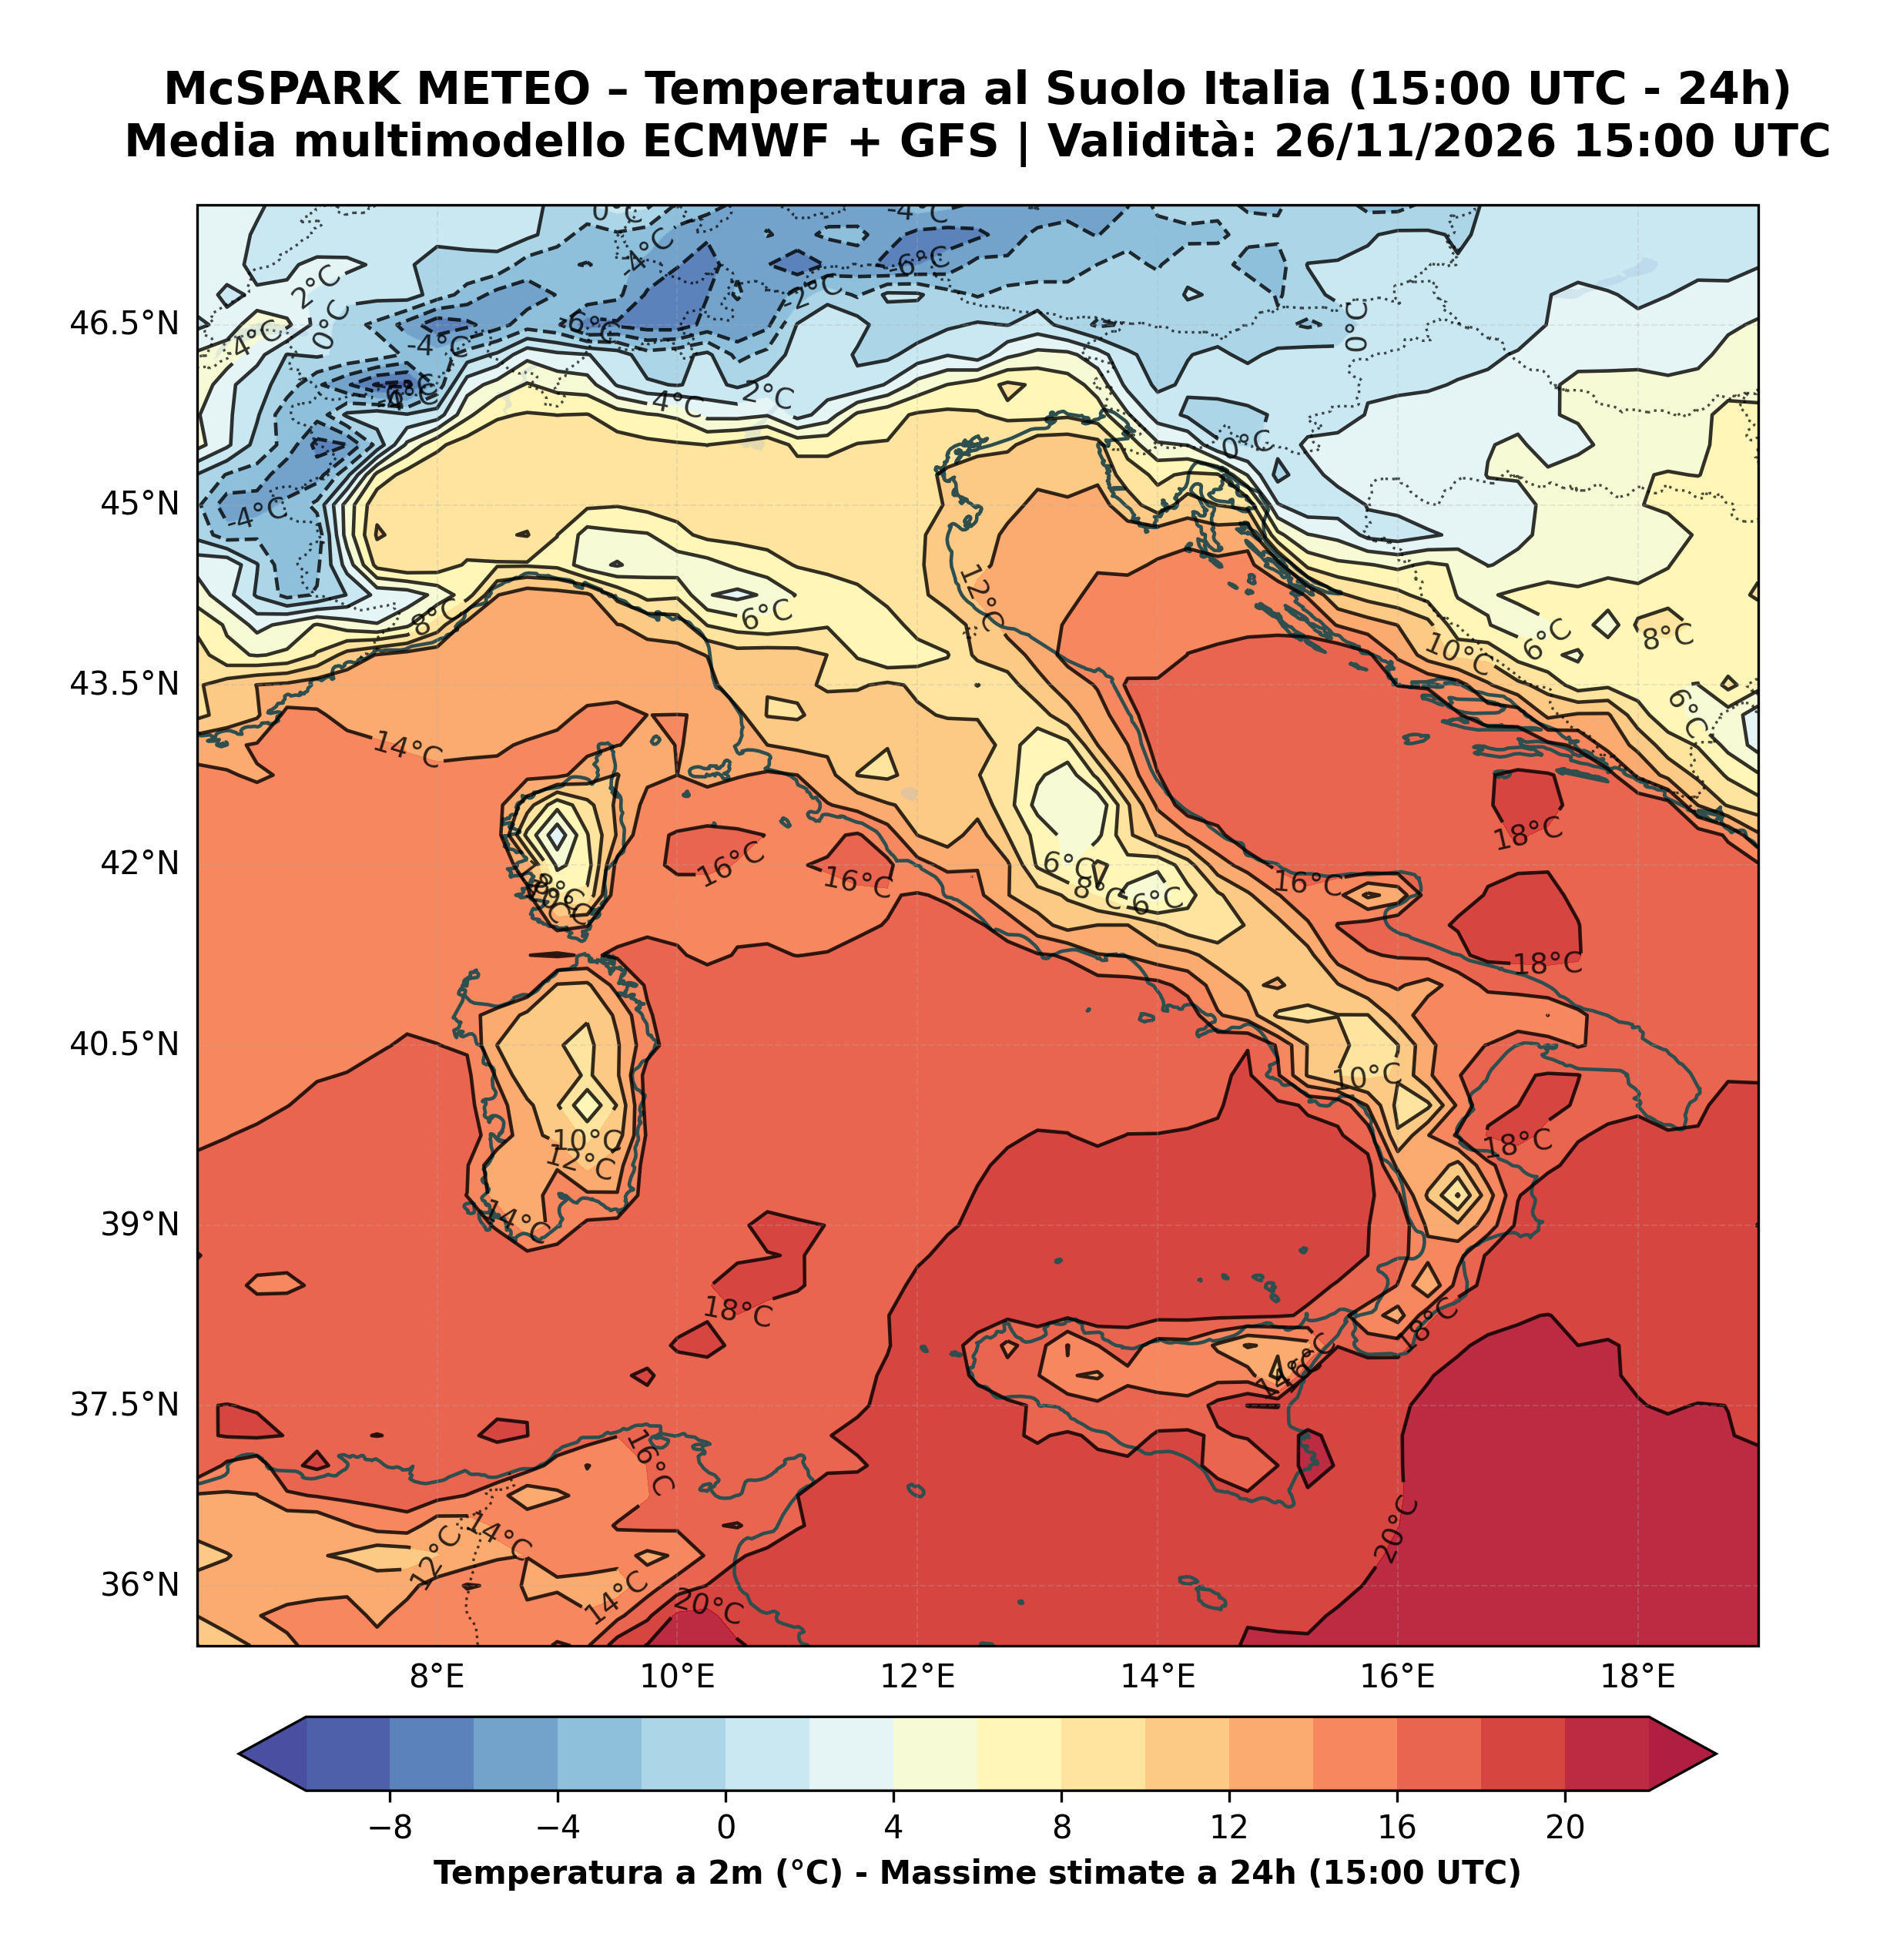 McSPARK METEO – Temperatura al Suolo Italia (15:00 UTC - 24h)
Media multimodello ECMWF + GFS | Validità: 26/11/2026 15:00 UTC
0°C
-4°C
-4°C
-6°C
2°C
-2°C
46.5°N
0°C
-6°C
0°C
4°C
-4°C
2°C
4°C
0°C
45°N
-4°C
12°C
8°C
6°C
6°C
8°C
10°C
43.5°N
6°C
14°C
18°C
42°N
6°C
16°C
16°C
16°C
8°C
6°C
18°C
40.5°N
10°C
10°C
18°C
12°C
14°C
39°N
18°C
18°C
16°C
14°C
37.5°N
16°C
20°C
14°C
12°C
36°N
14°C
20°C
8°E 10°E 12°E 14°E 16°E 18°E
−8 −4 0 4 8 12 16 20
Temperatura a 2m (°C) - Massime stimate a 24h (15:00 UTC)